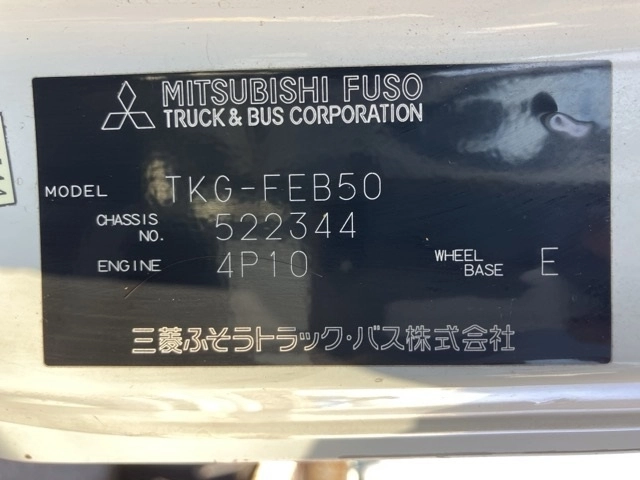 MITSUBISHI FUSO
TRUCK & BUS CORPORATION
MODEL TKG-FEB50
CHASSIS NO. 522344
ENGINE 4P10 WHEEL BASE E
三菱ふそうトラック・バス株式会社